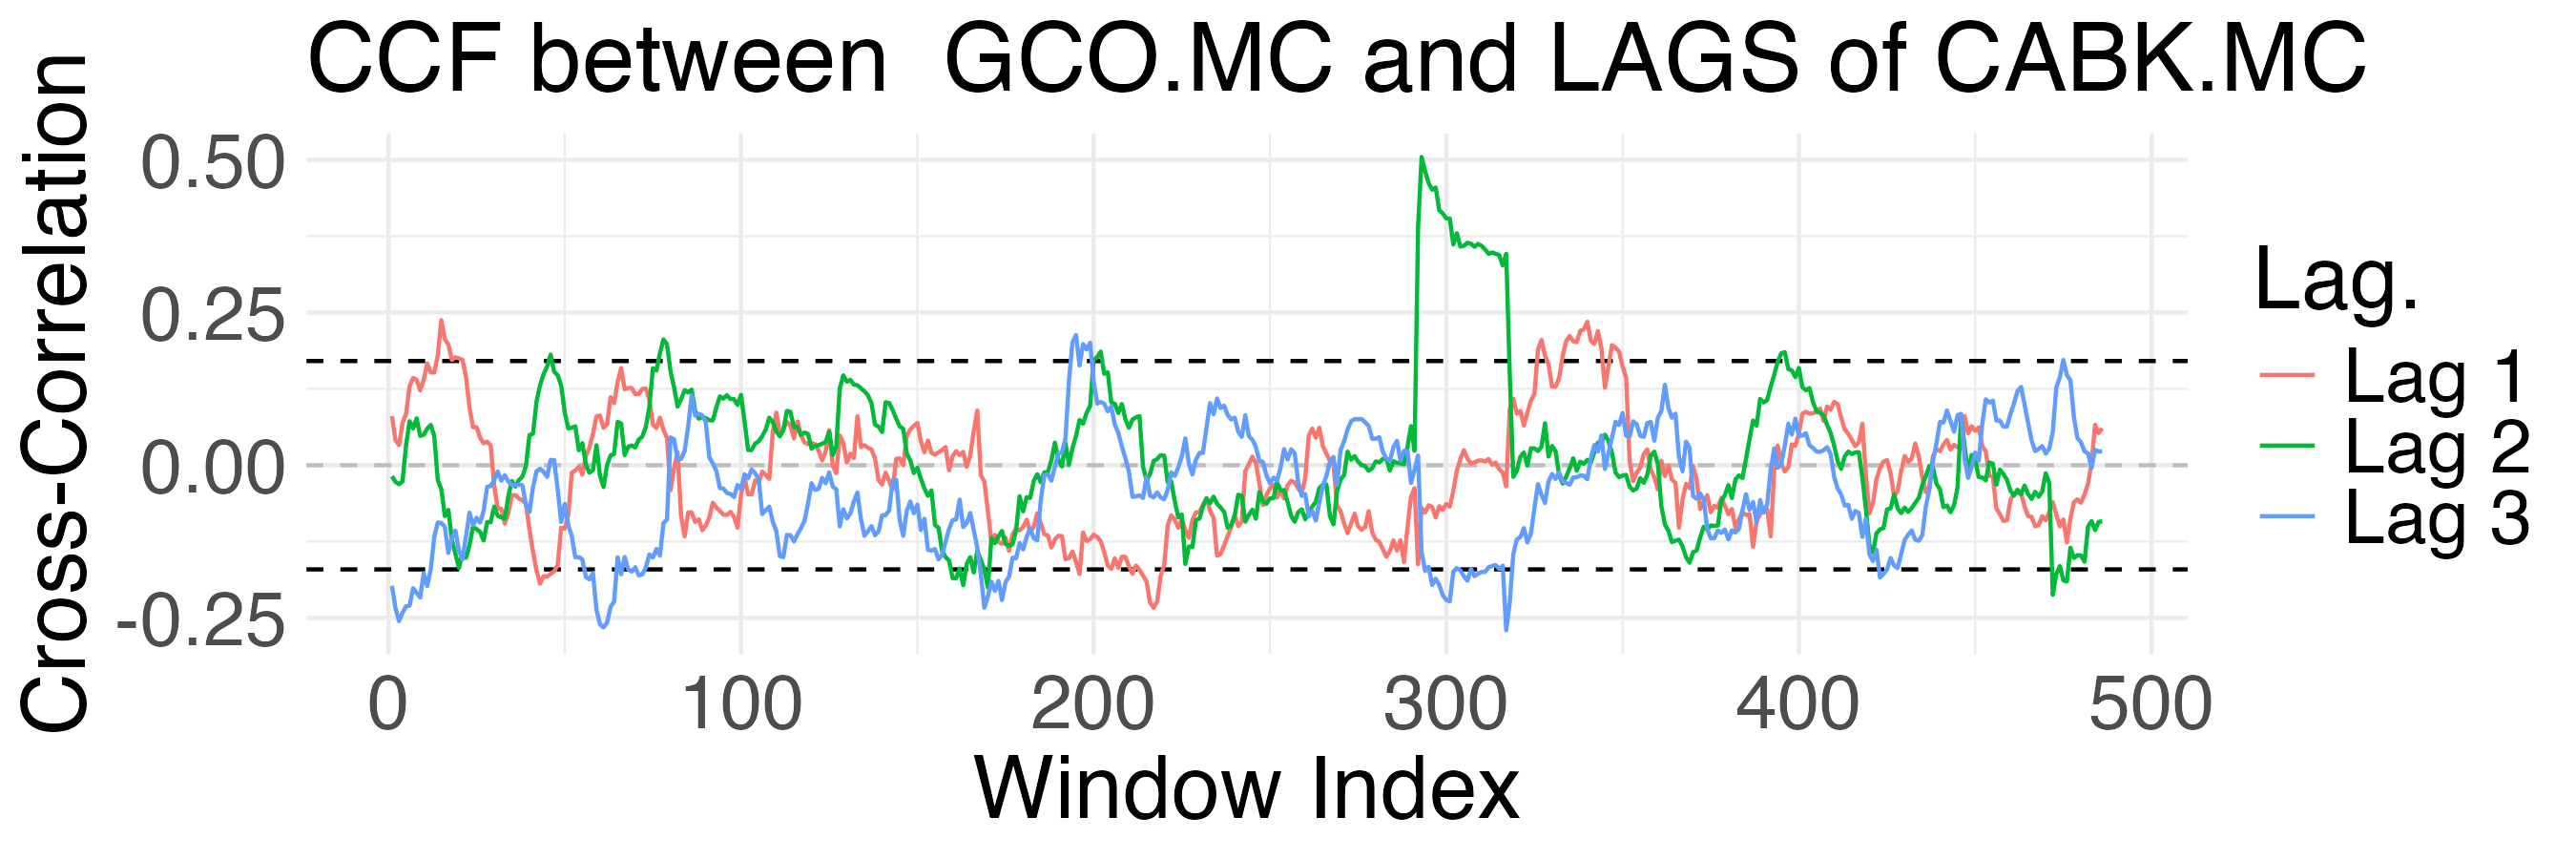 CCF between  GCO.MC and LAGS of CABK.MC
Cross-Correlation
0.50
0.25
0.00
-0.25
0 100 200 300 400 500
Window Index
Lag.
Lag 1
Lag 2
Lag 3